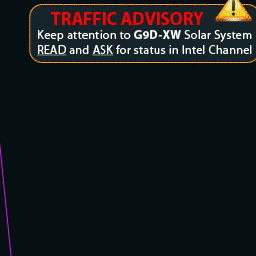 TRAFFIC ADVISORY
Keep attention to G9D-XW Solar System
READ and ASK for status in Intel Channel